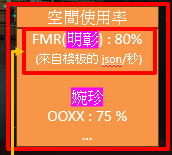 空間使用率
FMR(明彰) : 80%
(來自樓板的 json/秒)
婉珍
OOXX : 75 %
...